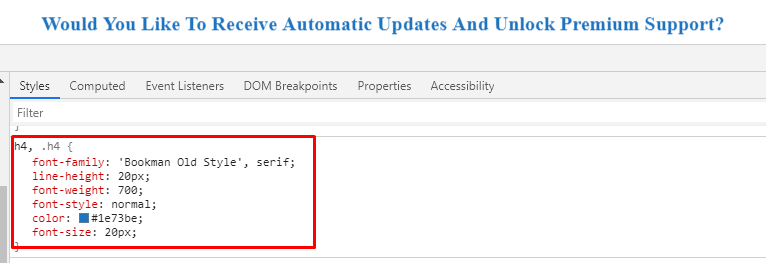 Would You Like To Receive Automatic Updates And Unlock Premium Support?
Styles Computed Event Listeners DOM Breakpoints Properties Accessibility
Filter
}
h4, .h4 {
font-family: 'Bookman Old Style', serif;
line-height: 20px;
font-weight: 700;
font-style: normal;
color: #1e73be;
font-size: 20px;
}